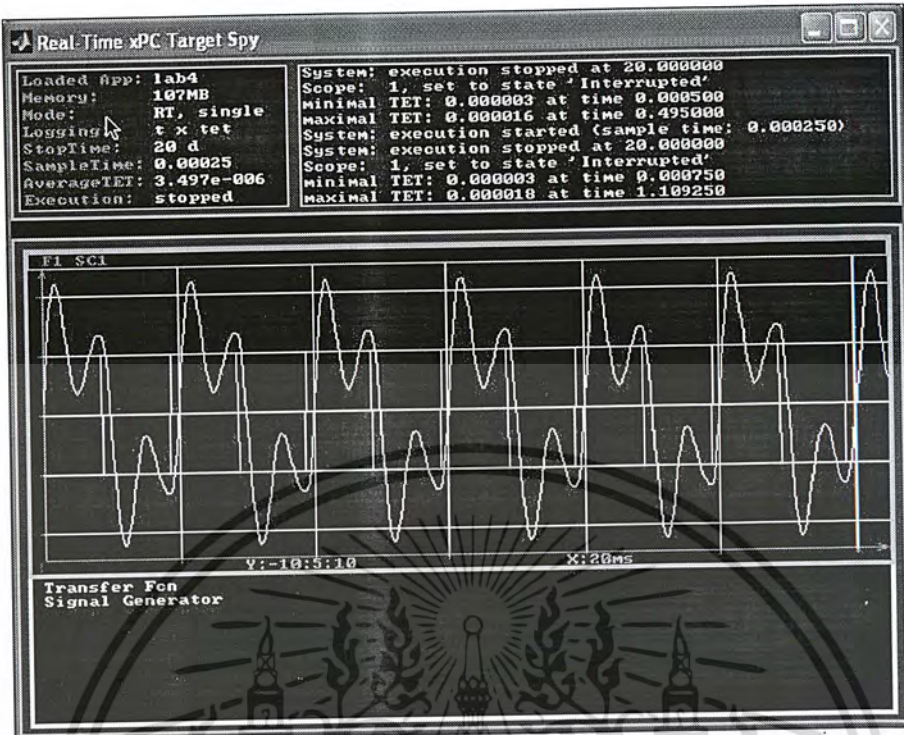 Real-Time xPC Target Spy
Loaded App: lab4
Memory: 107MB
Mode: RT, single
Logging: t x tet
StopTime: 20 d
SampleTime: 0.00025
AverageTET: 3.497e-006
Execution: stopped
System: execution stopped at 20.000000
Scope: 1, set to state 'Interrupted'
minimal TET: 0.000003 at time 0.000500
maximal TET: 0.000016 at time 0.495000
System: execution started (sample time: 0.000250)
System: execution stopped at 20.000000
Scope: 1, set to state 'Interrupted'
minimal TET: 0.000003 at time 0.000750
maximal TET: 0.000018 at time 1.109250
F1 SC1
Y:-10:5:10 X:20ms
Transfer Fcn
Signal Generator